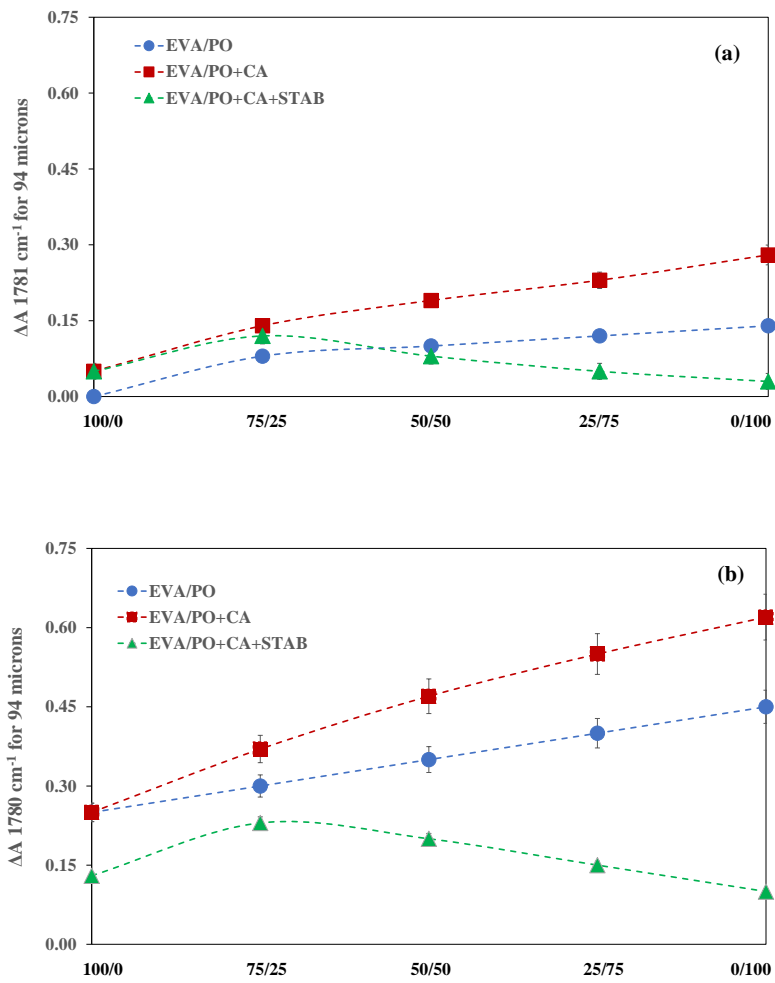 0.75
(a)
EVA/PO
EVA/PO+CA
0.60
EVA/PO+CA+STAB
0.45
0.30
0.15
0.00
ΔA 1781 cm⁻¹ for 94 microns
100/0 75/25 50/50 25/75 0/100
0.75
(b)
EVA/PO
EVA/PO+CA
0.60
EVA/PO+CA+STAB
0.45
0.30
0.15
0.00
ΔA 1780 cm⁻¹ for 94 microns
100/0 75/25 50/50 25/75 0/100